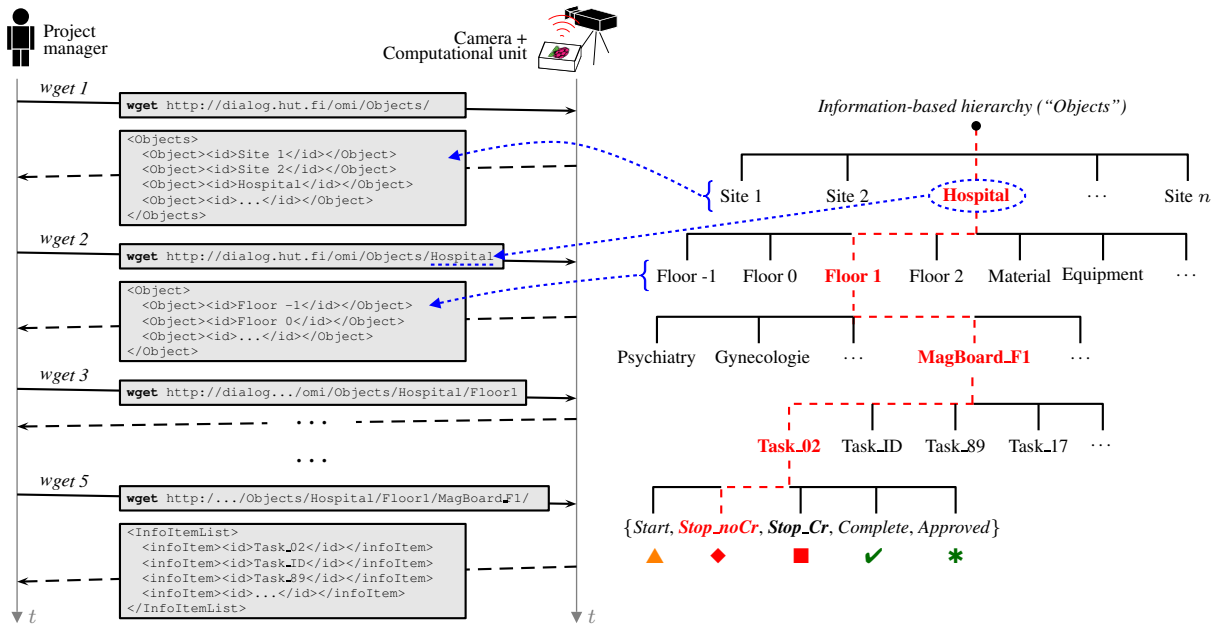 Project
manager
Camera +
Computational unit
wget 1
wget http://dialog.hut.fi/omi/Objects/
<Objects>
<Object><id>Site 1</id></Object>
<Object><id>Site 2</id></Object>
<Object><id>Hospital</id></Object>
<Object><id>...</id></Object>
</Objects>
wget 2
wget http://dialog.hut.fi/omi/Objects/Hospital
<Object>
<Object><id>Floor -1</id></Object>
<Object><id>Floor 0</id></Object>
<Object><id>...</id></Object>
</Object>
wget 3
wget http://dialog.../omi/Objects/Hospital/Floor1
...
...
wget 5
wget http:/.../Objects/Hospital/Floor1/MagBoard_F1/
<InfoItemList>
<infoItem><id>Task_02</id></infoItem>
<infoItem><id>Task_ID</id></infoItem>
<infoItem><id>Task_89</id></infoItem>
<infoItem><id>...</id></infoItem>
</InfoItemList>
t
t
Information-based hierarchy (“Objects”)
Site 1 Site 2 Hospital ... Site n
Floor -1 Floor 0 Floor 1 Floor 2 Material Equipment ...
Psychiatry Gynecologie ... MagBoard_F1 ...
Task_02 Task_ID Task_89 Task_17 ...
{Start, Stop_noCr, Stop_Cr, Complete, Approved}